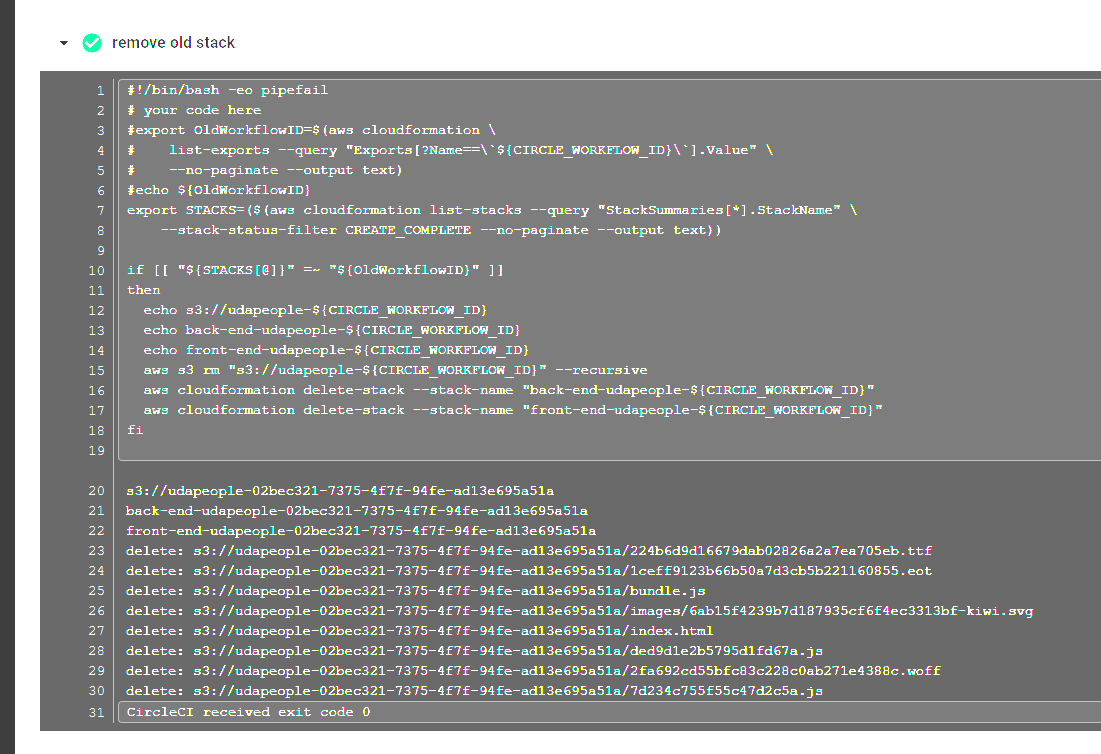 remove old stack
1 #!/bin/bash -eo pipefail
2 # your code here
3 #export OldWorkflowID=$(aws cloudformation \
4 #    list-exports --query "Exports[?Name==\`${CIRCLE_WORKFLOW_ID}\`].Value" \
5 #    --no-paginate --output text)
6 #echo ${OldWorkflowID}
7 export STACKS=($(aws cloudformation list-stacks --query "StackSummaries[*].StackName" \
8     --stack-status-filter CREATE_COMPLETE --no-paginate --output text))
9
10 if [[ "${STACKS[@]}" =~ "${OldWorkflowID}" ]]
11 then
12   echo s3://udapeople-${CIRCLE_WORKFLOW_ID}
13   echo back-end-udapeople-${CIRCLE_WORKFLOW_ID}
14   echo front-end-udapeople-${CIRCLE_WORKFLOW_ID}
15   aws s3 rm "s3://udapeople-${CIRCLE_WORKFLOW_ID}" --recursive
16   aws cloudformation delete-stack --stack-name "back-end-udapeople-${CIRCLE_WORKFLOW_ID}"
17   aws cloudformation delete-stack --stack-name "front-end-udapeople-${CIRCLE_WORKFLOW_ID}"
18 fi
19
20 s3://udapeople-02bec321-7375-4f7f-94fe-ad13e695a51a
21 back-end-udapeople-02bec321-7375-4f7f-94fe-ad13e695a51a
22 front-end-udapeople-02bec321-7375-4f7f-94fe-ad13e695a51a
23 delete: s3://udapeople-02bec321-7375-4f7f-94fe-ad13e695a51a/224b6d9d16679dab02826a2a7ea705eb.ttf
24 delete: s3://udapeople-02bec321-7375-4f7f-94fe-ad13e695a51a/1ceff9123b66b50a7d3cb5b221160855.eot
25 delete: s3://udapeople-02bec321-7375-4f7f-94fe-ad13e695a51a/bundle.js
26 delete: s3://udapeople-02bec321-7375-4f7f-94fe-ad13e695a51a/images/6ab15f4239b7d187935cf6f4ec3313bf-kiwi.svg
27 delete: s3://udapeople-02bec321-7375-4f7f-94fe-ad13e695a51a/index.html
28 delete: s3://udapeople-02bec321-7375-4f7f-94fe-ad13e695a51a/ded9d1e2b5795d1fd67a.js
29 delete: s3://udapeople-02bec321-7375-4f7f-94fe-ad13e695a51a/2fa692cd55bfc83c228c0ab271e4388c.woff
30 delete: s3://udapeople-02bec321-7375-4f7f-94fe-ad13e695a51a/7d234c755f55c47d2c5a.js
31 CircleCI received exit code 0